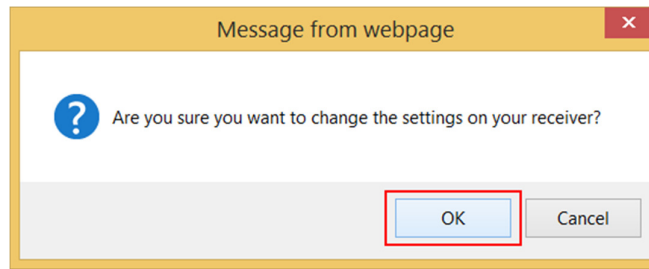 Message from webpage
Are you sure you want to change the settings on your receiver?
OK
Cancel